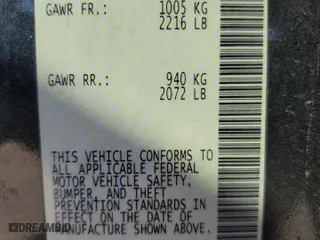 GAWR FR.: 1005 KG
2216 LB
GAWR RR.: 940 KG
2072 LB
THIS VEHICLE CONFORMS TO
ALL APPLICABLE FEDERAL
MOTOR VEHICLE SAFETY,
BUMPER, AND THEFT
PREVENTION STANDARDS IN
EFFECT ON THE DATE OF
MANUFACTURE SHOWN ABOVE.
DREAMBID